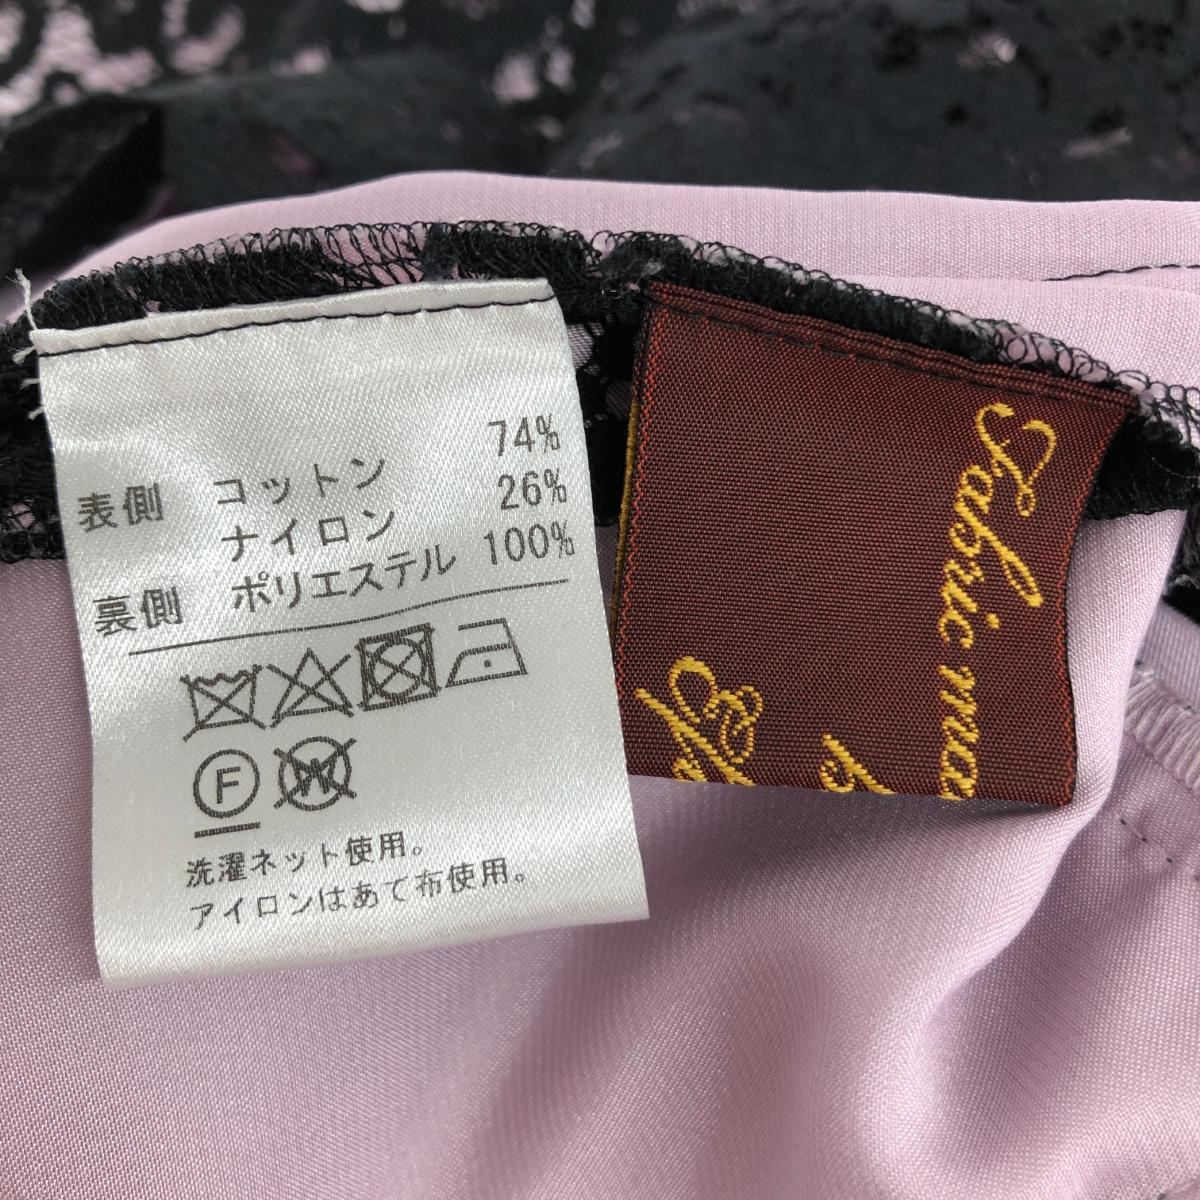 74%
表側 コットン 26%
ナイロン
裏側 ポリエステル 100%
F
W
洗濯ネット使用。
アイロンはあて布使用。
Fabric